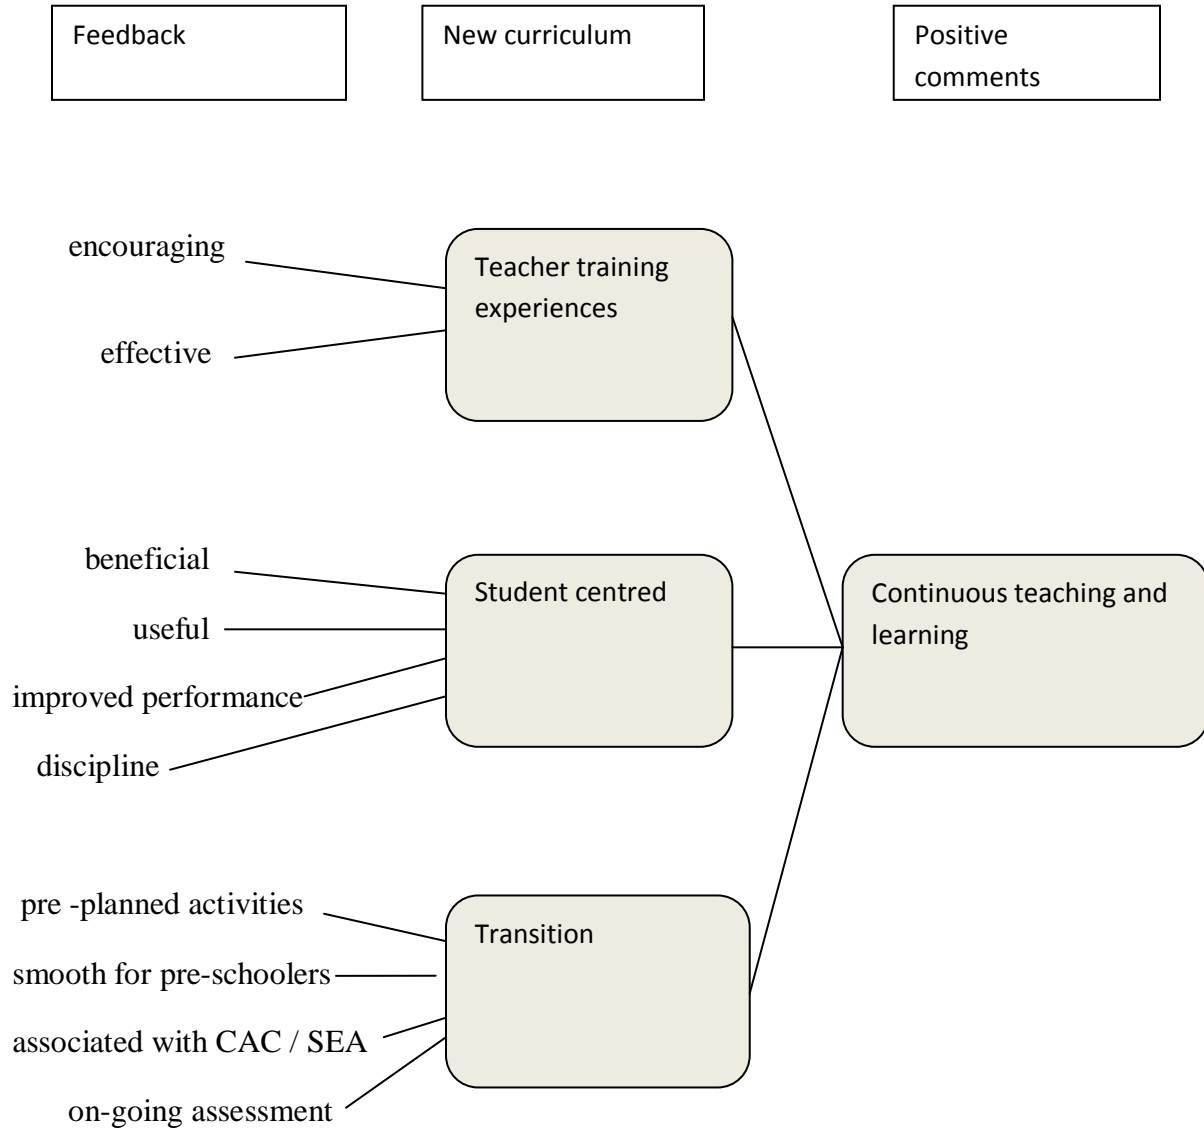 Feedback
New curriculum
Positive
comments
encouraging
effective
Teacher training
experiences
beneficial
useful
improved performance
discipline
Student centred
Continuous teaching and
learning
pre -planned activities
smooth for pre-schoolers
associated with CAC / SEA
on-going assessment
Transition